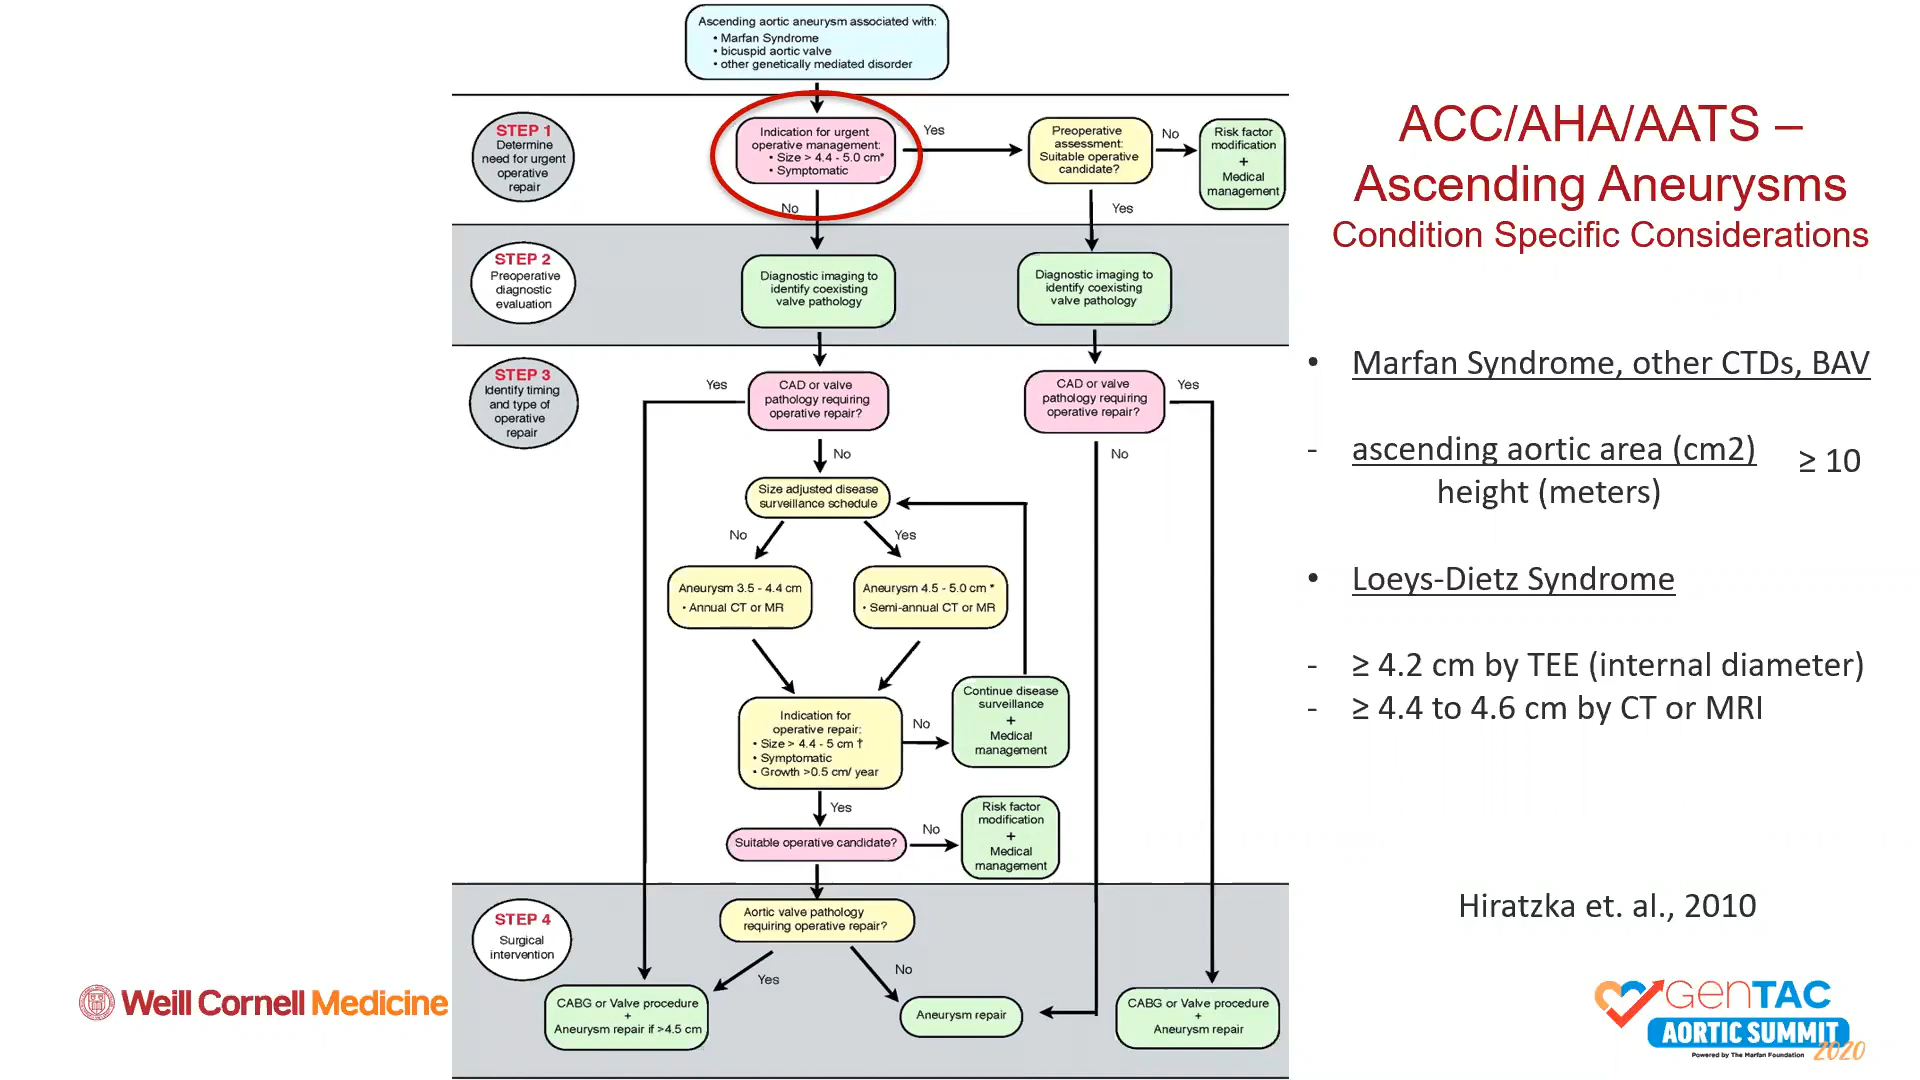 Ascending aortic aneurysm associated with:
• Marfan Syndrome
• bicuspid aortic valve
• other genetically mediated disorder
STEP 1
Determine
need for urgent
operative
repair
Indication for urgent
operative management:
• Size > 4.4 - 5.0 cm*
• Symptomatic
Yes
Preoperative
assessment:
Suitable operative
candidate?
No
Risk factor
modification
+
Medical
management
No
Yes
STEP 2
Preoperative
diagnostic
evaluation
Diagnostic imaging to
identify coexisting
valve pathology
Diagnostic imaging to
identify coexisting
valve pathology
STEP 3
Identify timing
and type of
operative
repair
Yes
CAD or valve
pathology requiring
operative repair?
CAD or valve
pathology requiring
operative repair?
Yes
No
No
Size adjusted disease
surveillance schedule
No
Yes
Aneurysm 3.5 - 4.4 cm
• Annual CT or MR
Aneurysm 4.5 - 5.0 cm *
• Semi-annual CT or MR
Indication for
operative repair:
• Size > 4.4 - 5 cm †
• Symptomatic
• Growth >0.5 cm/ year
No
Continue disease
surveillance
+
Medical
management
Yes
Suitable operative candidate?
No
Risk factor
modification
+
Medical
management
STEP 4
Surgical
intervention
Aortic valve pathology
requiring operative repair?
Yes
No
CABG or Valve procedure
+
Aneurysm repair if >4.5 cm
Aneurysm repair
CABG or Valve procedure
+
Aneurysm repair
ACC/AHA/AATS –
Ascending Aneurysms
Condition Specific Considerations
• Marfan Syndrome, other CTDs, BAV
- ascending aortic area (cm2) ≥ 10
height (meters)
• Loeys-Dietz Syndrome
- ≥ 4.2 cm by TEE (internal diameter)
- ≥ 4.4 to 4.6 cm by CT or MRI
Hiratzka et. al., 2010
Weill Cornell Medicine
GenTAC
AORTIC SUMMIT
2020
Powered by The Marfan Foundation